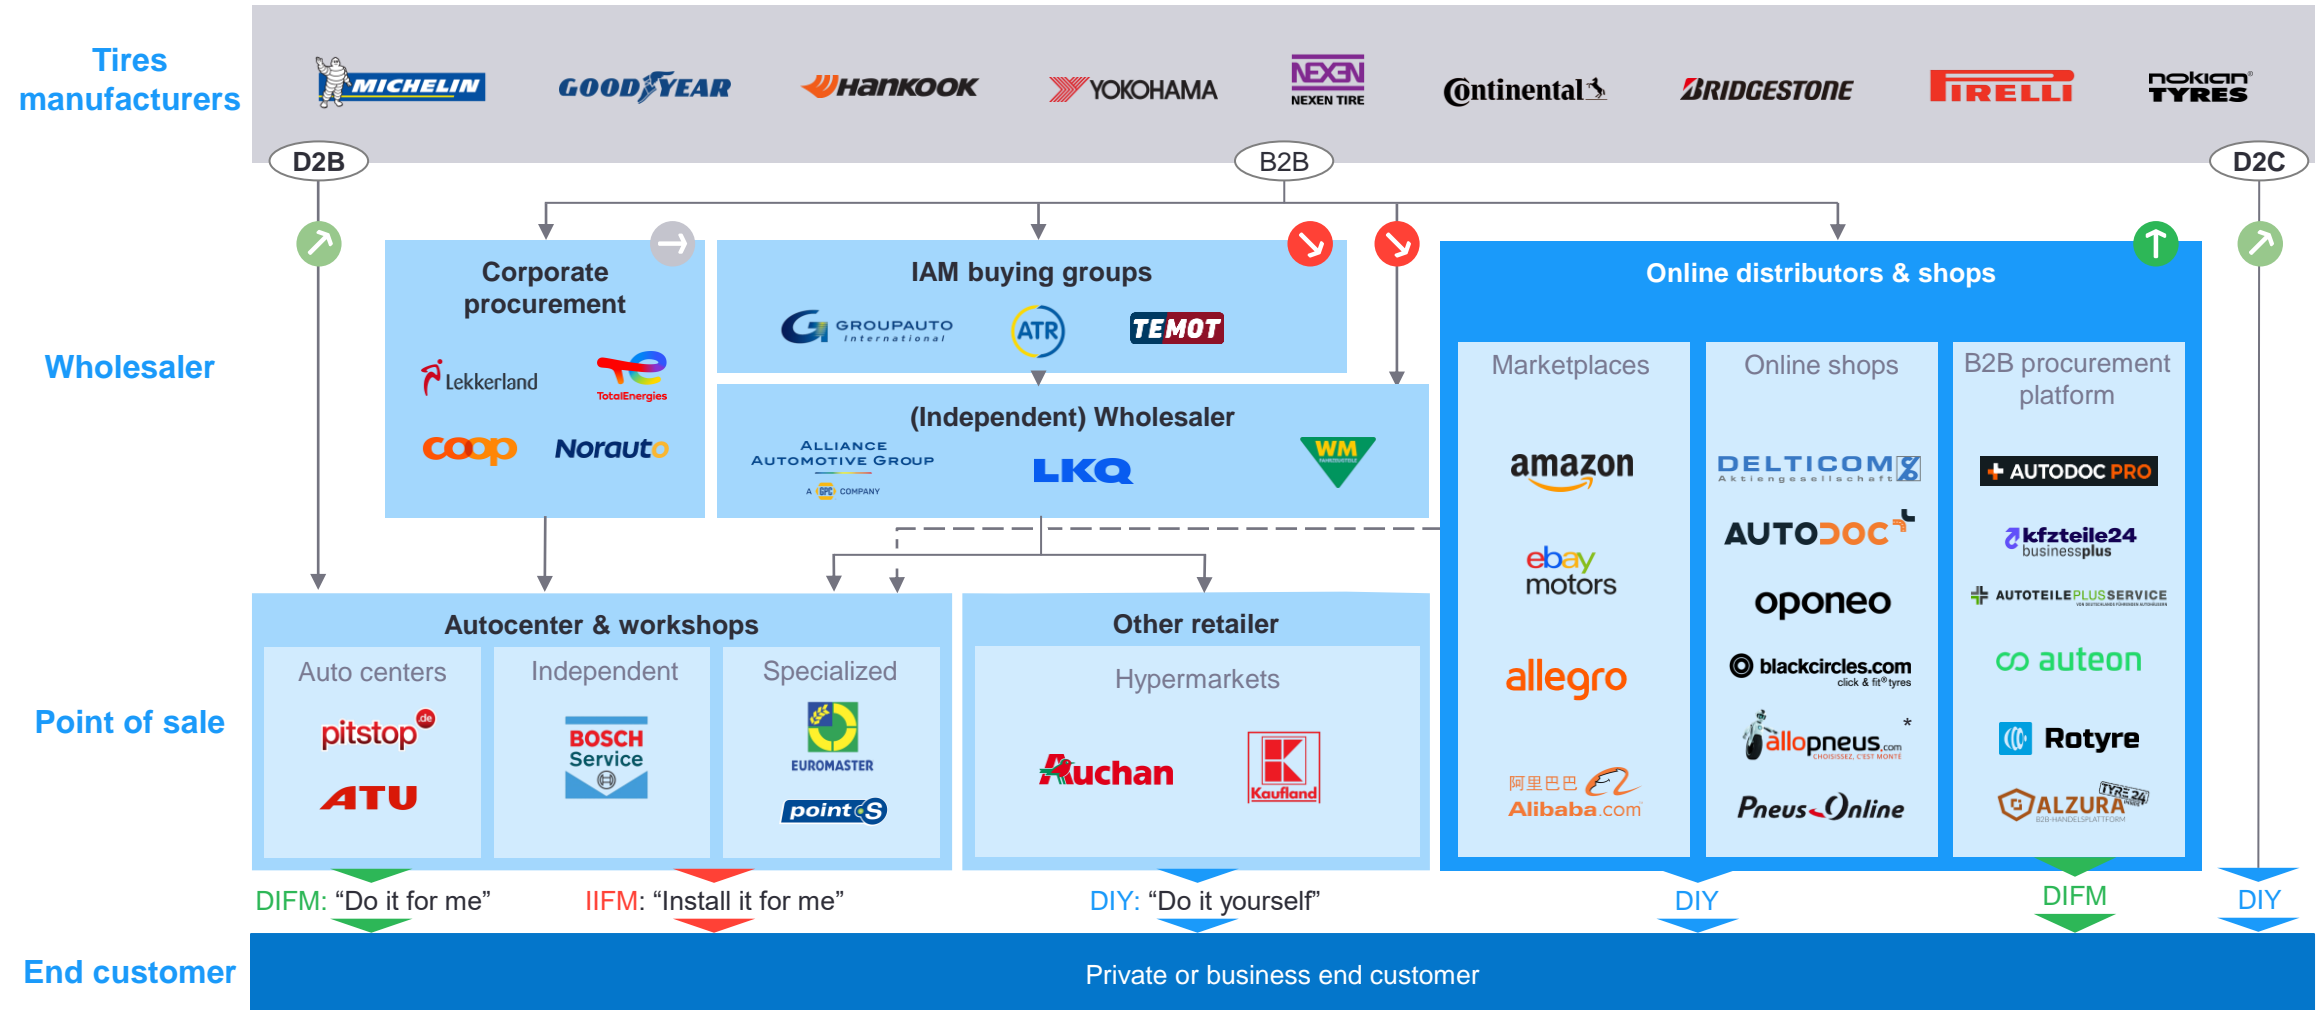 Tires
manufacturers
MICHELIN
GOODYEAR
HANKOOK
YOKOHAMA
NEXEN
NEXEN TIRE
Continental
BRIDGESTONE
PIRELLI
nokian®
TYRES
D2B
B2B
D2C
Wholesaler
Corporate
procurement
Lekkerland
TotalEnergies
coop
Norauto
IAM buying groups
GROUPAUTO
International
ATR
TEMOT
(Independent) Wholesaler
ALLIANCE
AUTOMOTIVE GROUP
A GPC COMPANY
LKQ
WM
FAHRZEUGTEILE
Online distributors & shops
Marketplaces
amazon
ebay
motors
allegro
阿里巴巴
Alibaba.com
Online shops
DELTICOM
Aktiengesellschaft
AUTODOC
oponeo
blackcircles.com
click & fit® tyres
allopneus.com *
CHOISISSEZ, C'EST MONTÉ
Pneus Online
B2B procurement
platform
AUTODOC PRO
kfzteile24
businessplus
AUTOTEILEPLUSSERVICE
VON DEUTSCHLANDS FÜHRENDEN AUTOHÄUSERN
auteon
Rotyre
TYRE 24
ALZURA
B2B-HANDELSPLATTFORM
Point of sale
Autocenter & workshops
Auto centers
pitstop.de
ATU
Independent
BOSCH
Service
Specialized
EUROMASTER
point S
Other retailer
Hypermarkets
Auchan
K
Kaufland
DIFM: “Do it for me”
IIFM: “Install it for me”
DIY: “Do it yourself”
DIY
DIFM
DIY
End customer
Private or business end customer